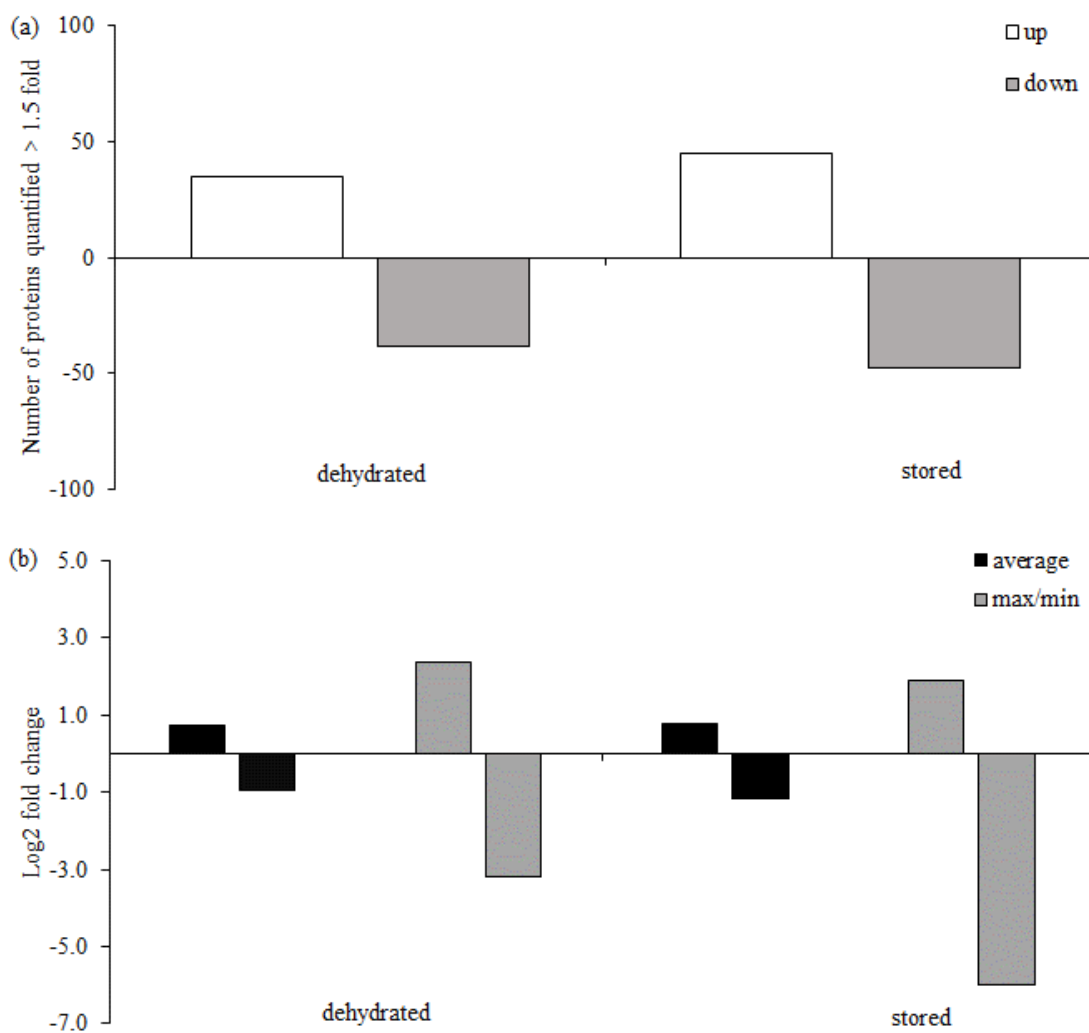 (a)
Number of proteins quantified > 1.5 fold
100
50
0
-50
-100
up
down
dehydrated
stored
(b)
Log2 fold change
5.0
3.0
1.0
-1.0
-3.0
-5.0
-7.0
average
max/min
dehydrated
stored